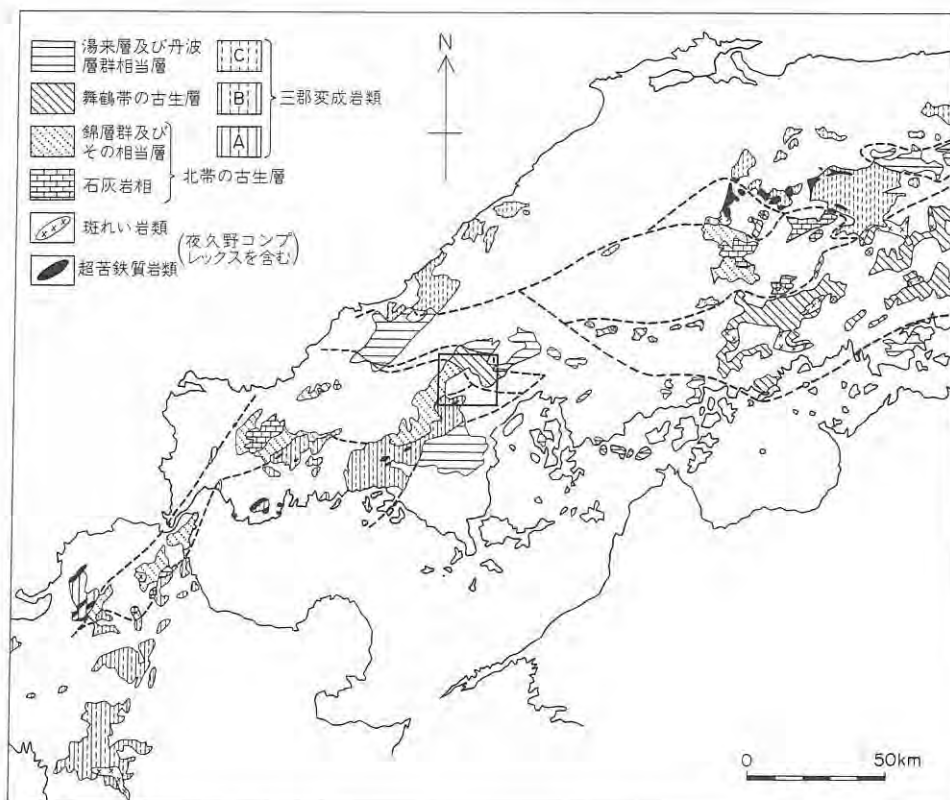 湯来層及び丹波
層群相当層
舞鶴帯の古生層
錦層群及び
その相当層
石灰岩相
北帯の古生層
斑れい岩類
(夜久野コンプ
レックスを含む)
超苦鉄質岩類
C
B
A
三郡変成岩類
N
0 50km